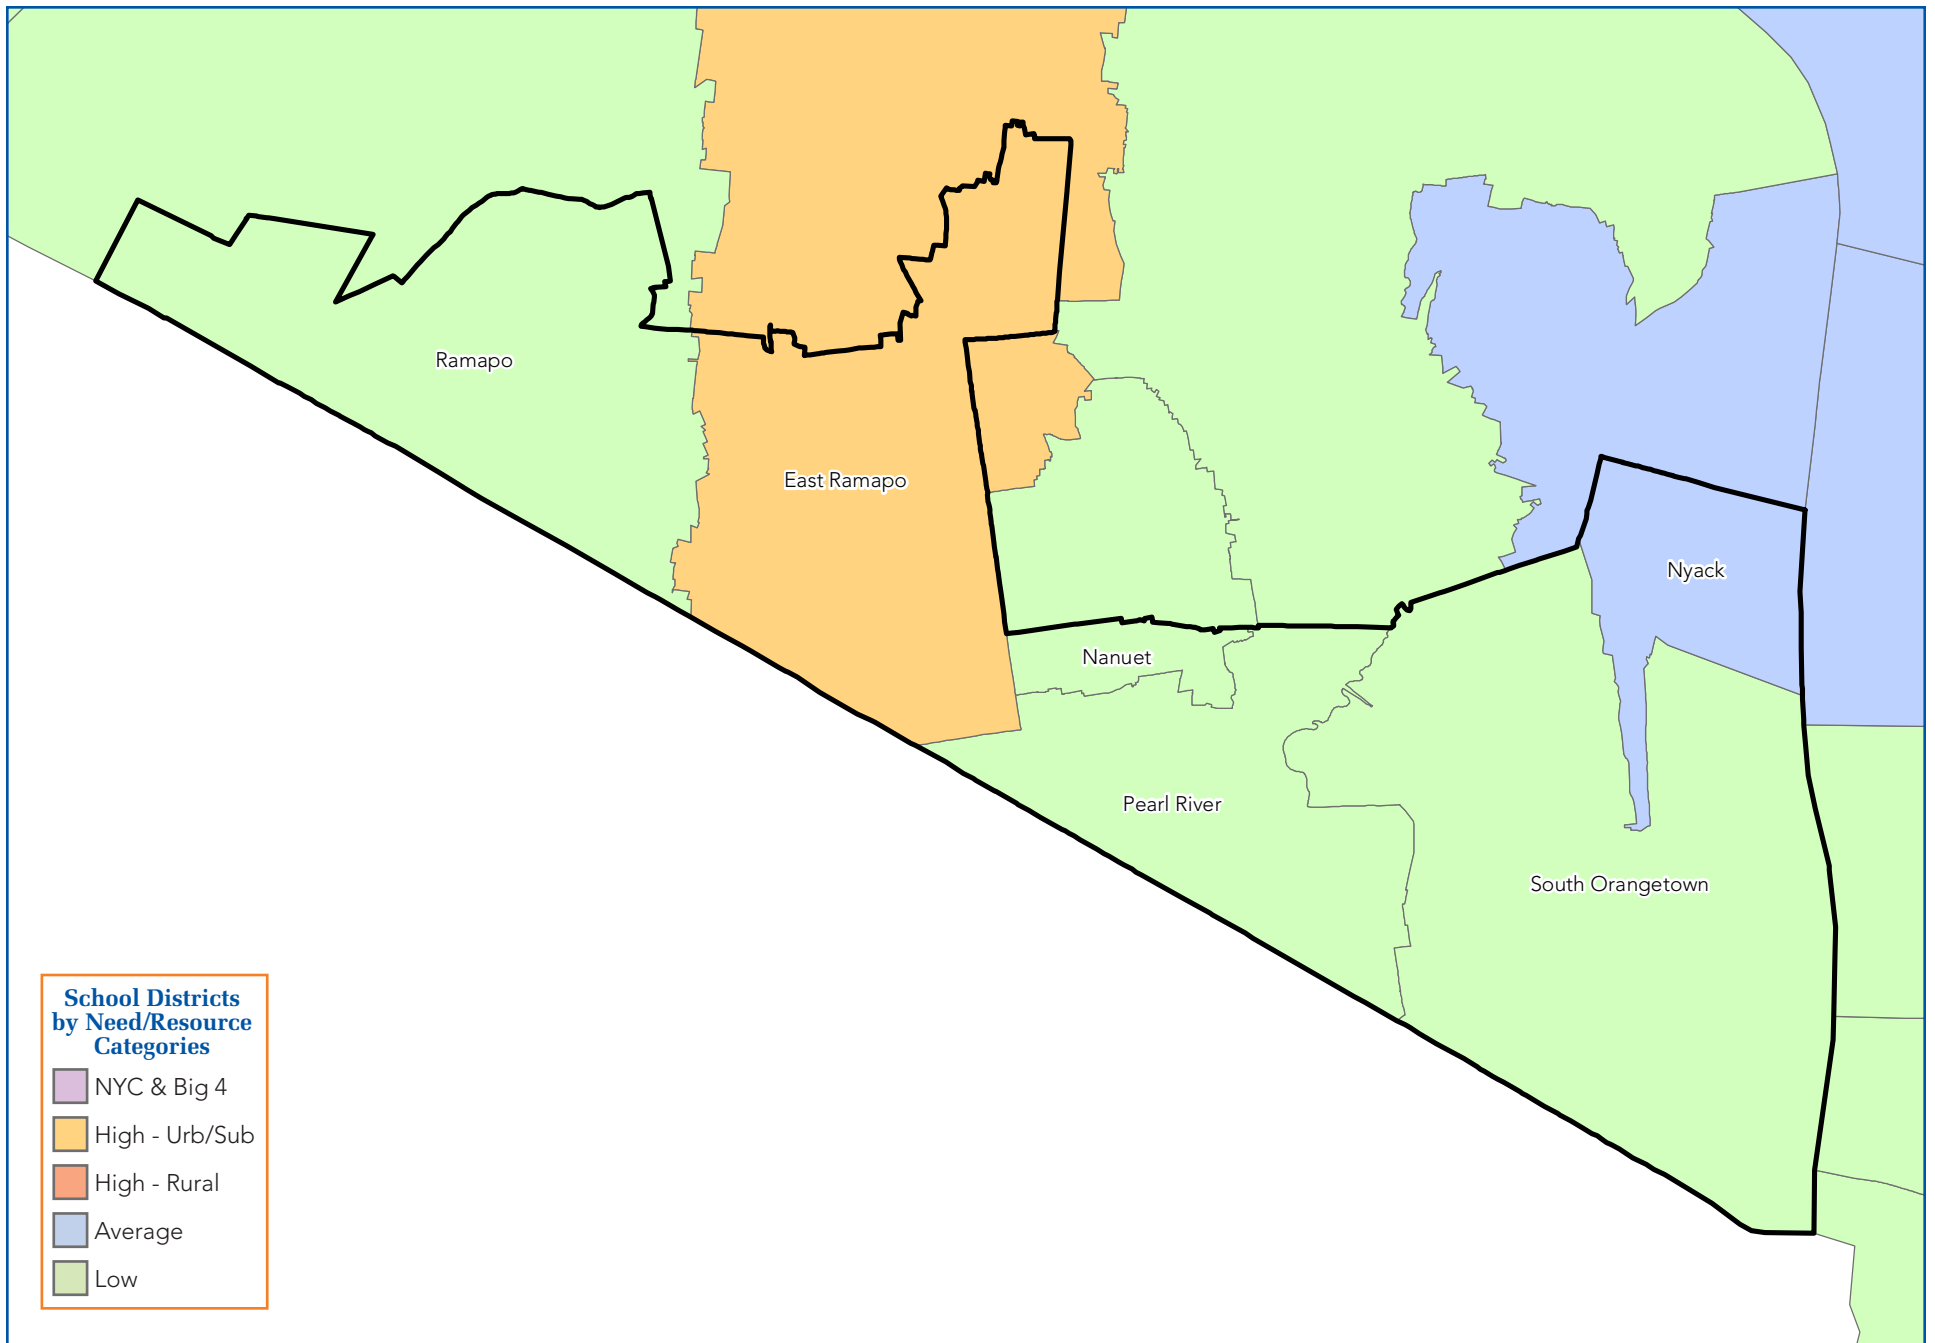 Ramapo
East Ramapo
Nyack
Nanuet
Pearl River
South Orangetown
School Districts
by Need/Resource
Categories
NYC & Big 4
High - Urb/Sub
High - Rural
Average
Low